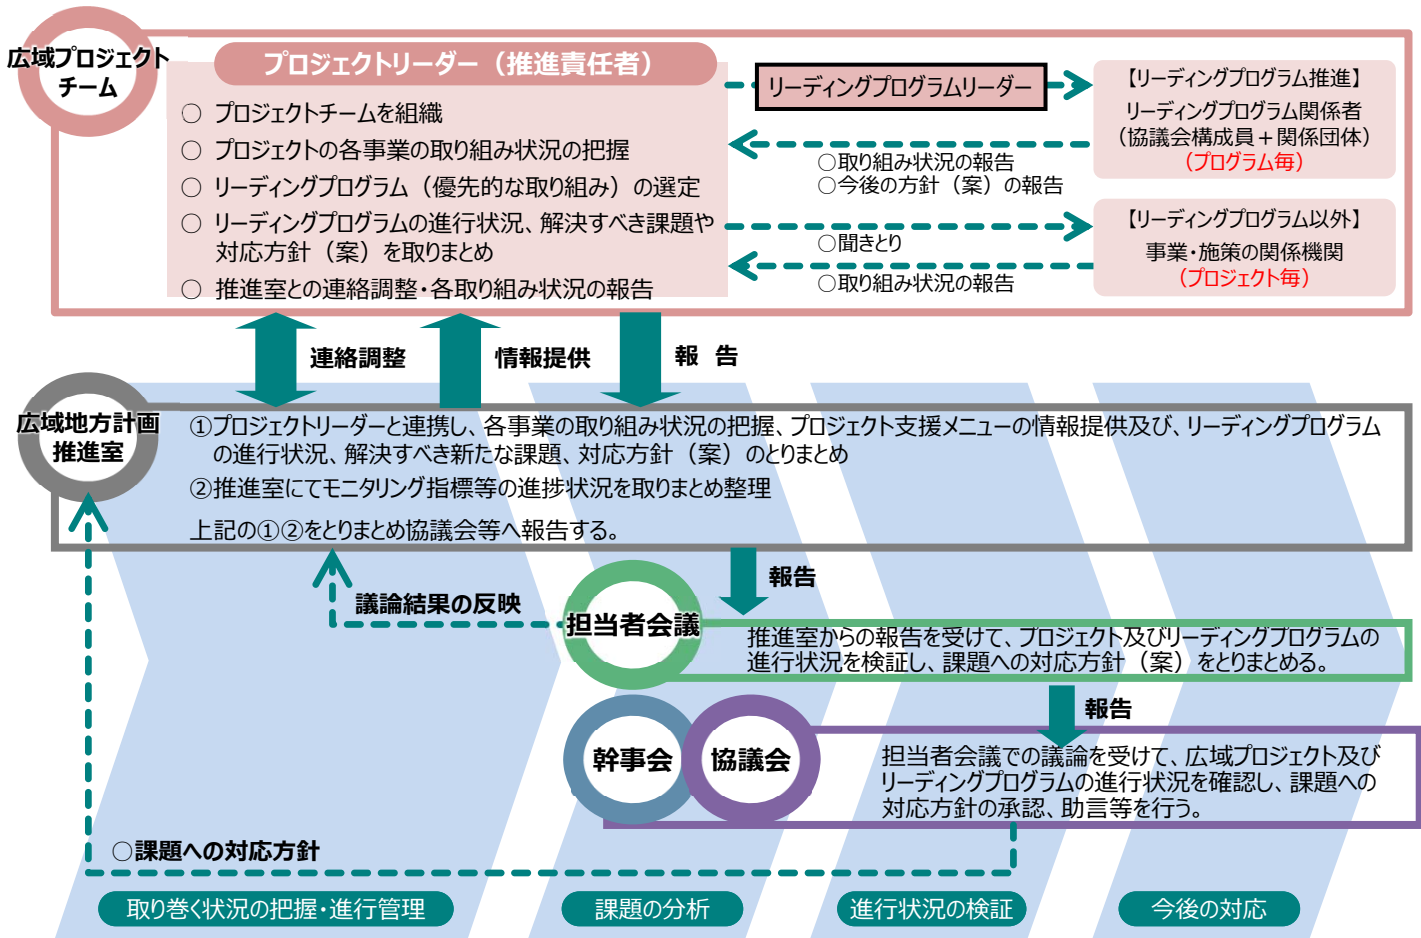 広域プロジェクト
チーム
プロジェクトリーダー（推進責任者）
○ プロジェクトチームを組織
○ プロジェクトの各事業の取り組み状況の把握
○ リーディングプログラム（優先的な取り組み）の選定
○ リーディングプログラムの進行状況、解決すべき課題や
対応方針（案）を取りまとめ
○ 推進室との連絡調整・各取り組み状況の報告
リーディングプログラムリーダー
○取り組み状況の報告
○今後の方針（案）の報告
○聞きとり
○取り組み状況の報告
【リーディングプログラム推進】
リーディングプログラム関係者
（協議会構成員＋関係団体）
（プログラム毎）
【リーディングプログラム以外】
事業・施策の関係機関
（プロジェクト毎）
連絡調整
情報提供
報 告
広域地方計画
推進室
①プロジェクトリーダーと連携し、各事業の取り組み状況の把握、プロジェクト支援メニューの情報提供及び、リーディングプログラム
の進行状況、解決すべき新たな課題、対応方針（案）のとりまとめ
②推進室にてモニタリング指標等の進捗状況を取りまとめ整理
上記の①②をとりまとめ協議会等へ報告する。
報告
議論結果の反映
担当者会議
推進室からの報告を受けて、プロジェクト及びリーディングプログラムの
進行状況を検証し、課題への対応方針（案）をとりまとめる。
報告
幹事会
協議会
担当者会議での議論を受けて、広域プロジェクト及び
リーディングプログラムの進行状況を確認し、課題への
対応方針の承認、助言等を行う。
○課題への対応方針
取り巻く状況の把握・進行管理
課題の分析
進行状況の検証
今後の対応